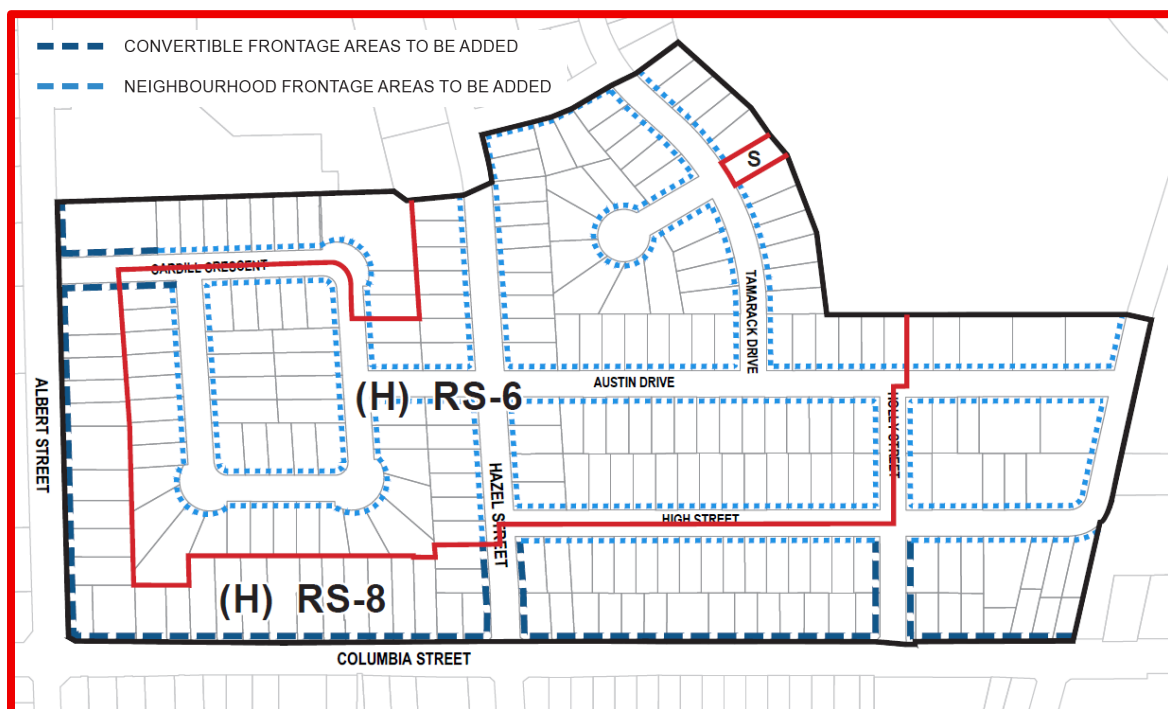 CONVERTIBLE FRONTAGE AREAS TO BE ADDED
NEIGHBOURHOOD FRONTAGE AREAS TO BE ADDED
S
CARDILL CRESCENT
TAMARACK DRIVE
ALBERT STREET
(H) RS-6
AUSTIN DRIVE
HOLLY STREET
HAZEL STREET
HIGH STREET
(H) RS-8
COLUMBIA STREET